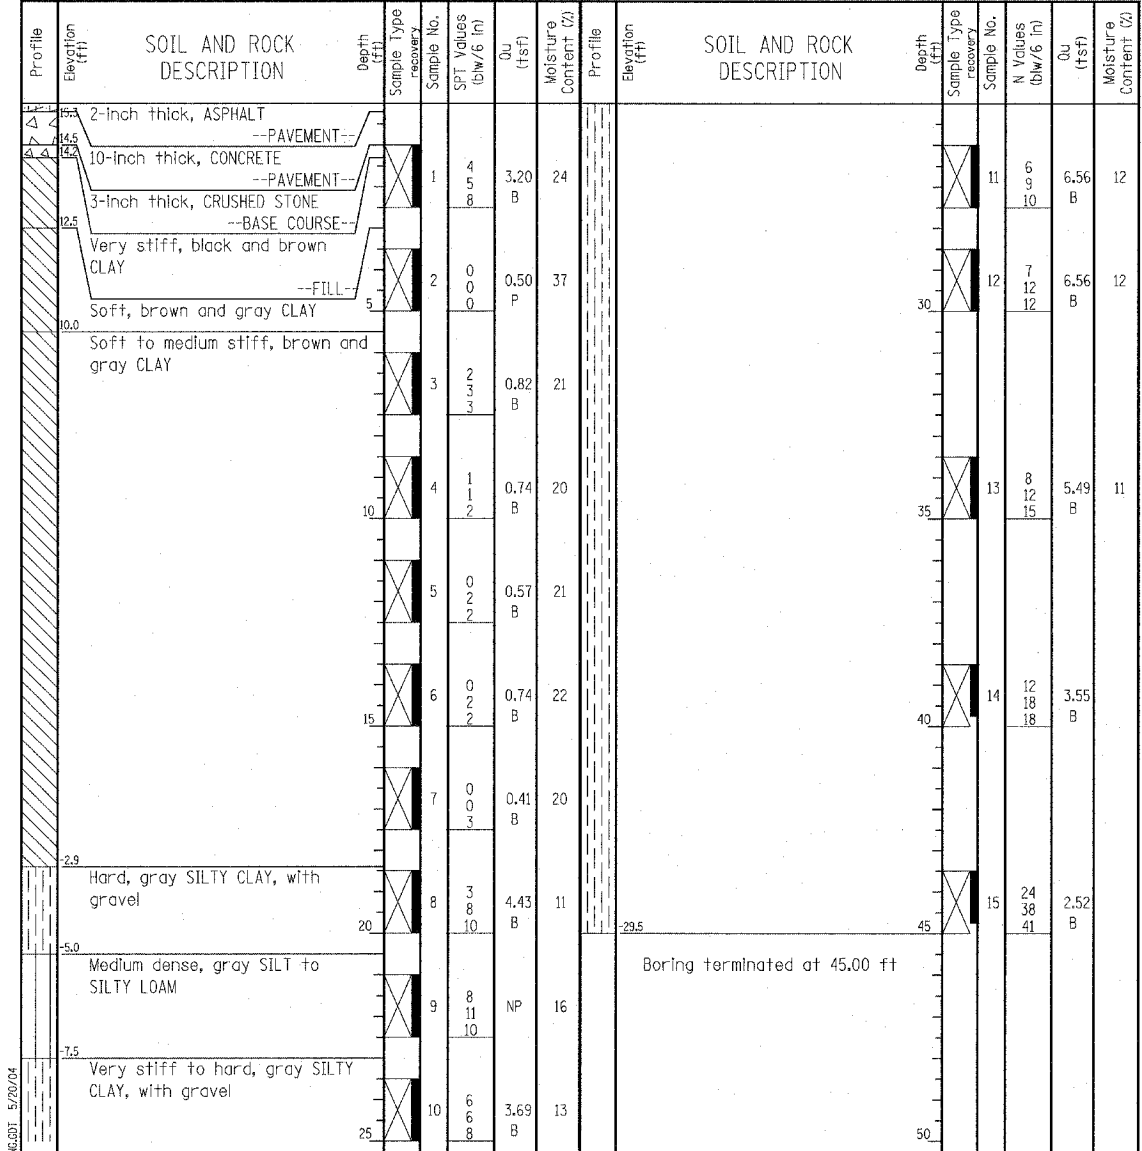 Profile
Elevation (ft)
SOIL AND ROCK DESCRIPTION
Depth (ft)
Sample Type recovery
Sample No.
SPT Values (blw/6 in)
Qu (tsf)
Moisture Content (%)
Profile
Elevation (ft)
SOIL AND ROCK DESCRIPTION
Depth (ft)
Sample Type recovery
Sample No.
N Values (blw/6 in)
Qu (tsf)
Moisture Content (%)
15.3
2-inch thick, ASPHALT
--PAVEMENT--
14.5
14.2
10-inch thick, CONCRETE
--PAVEMENT--
3-inch thick, CRUSHED STONE
--BASE COURSE--
12.5
Very stiff, black and brown
CLAY
--FILL--
Soft, brown and gray CLAY
10.0
Soft to medium stiff, brown and
gray CLAY
-2.9
Hard, gray SILTY CLAY, with
gravel
-5.0
Medium dense, gray SILT to
SILTY LOAM
-7.5
Very stiff to hard, gray SILTY
CLAY, with gravel
5
10
15
20
25
1
4
5
8
3.20
B
24
2
0
0
0
0.50
P
37
3
2
3
3
0.82
B
21
4
1
1
2
0.74
B
20
5
0
2
2
0.57
B
21
6
0
2
2
0.74
B
22
7
0
0
3
0.41
B
20
8
3
8
10
4.43
B
11
9
8
11
10
NP
16
10
6
6
8
3.69
B
13
-29.5
Boring terminated at 45.00 ft
30
35
40
45
50
11
6
9
10
6.56
B
12
12
7
12
12
6.56
B
12
13
8
12
15
5.49
B
11
14
12
18
18
3.55
B
15
24
38
41
2.52
B
5/20/04